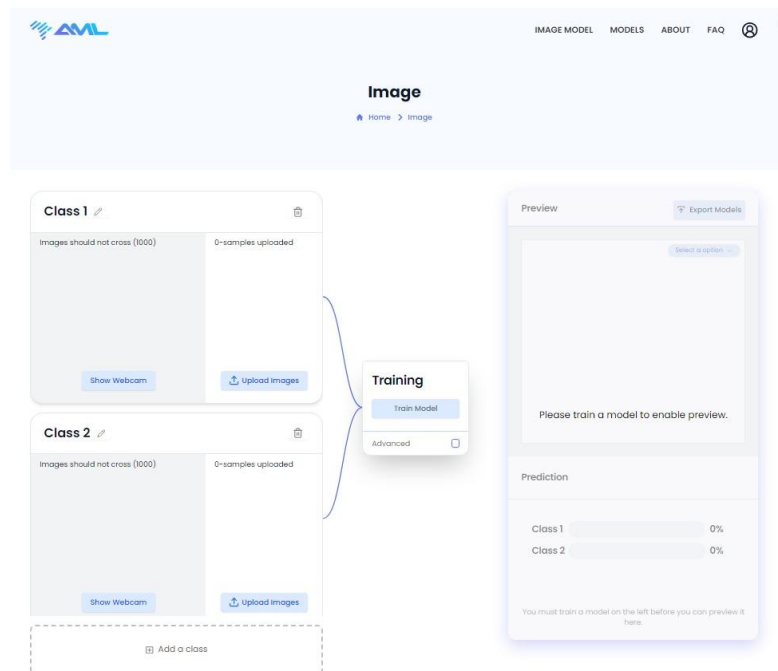 AML
IMAGE MODEL MODELS ABOUT FAQ
Image
Home > Image
Class 1
Images should not cross (1000)
0-samples uploaded
Show Webcam
Upload Images
Class 2
Images should not cross (1000)
0-samples uploaded
Show Webcam
Upload Images
Add a class
Training
Train Model
Advanced
Preview
Export Models
Select a option
Please train a model to enable preview.
Prediction
Class 1 0%
Class 2 0%
You must train a model on the left before you can preview it
here.